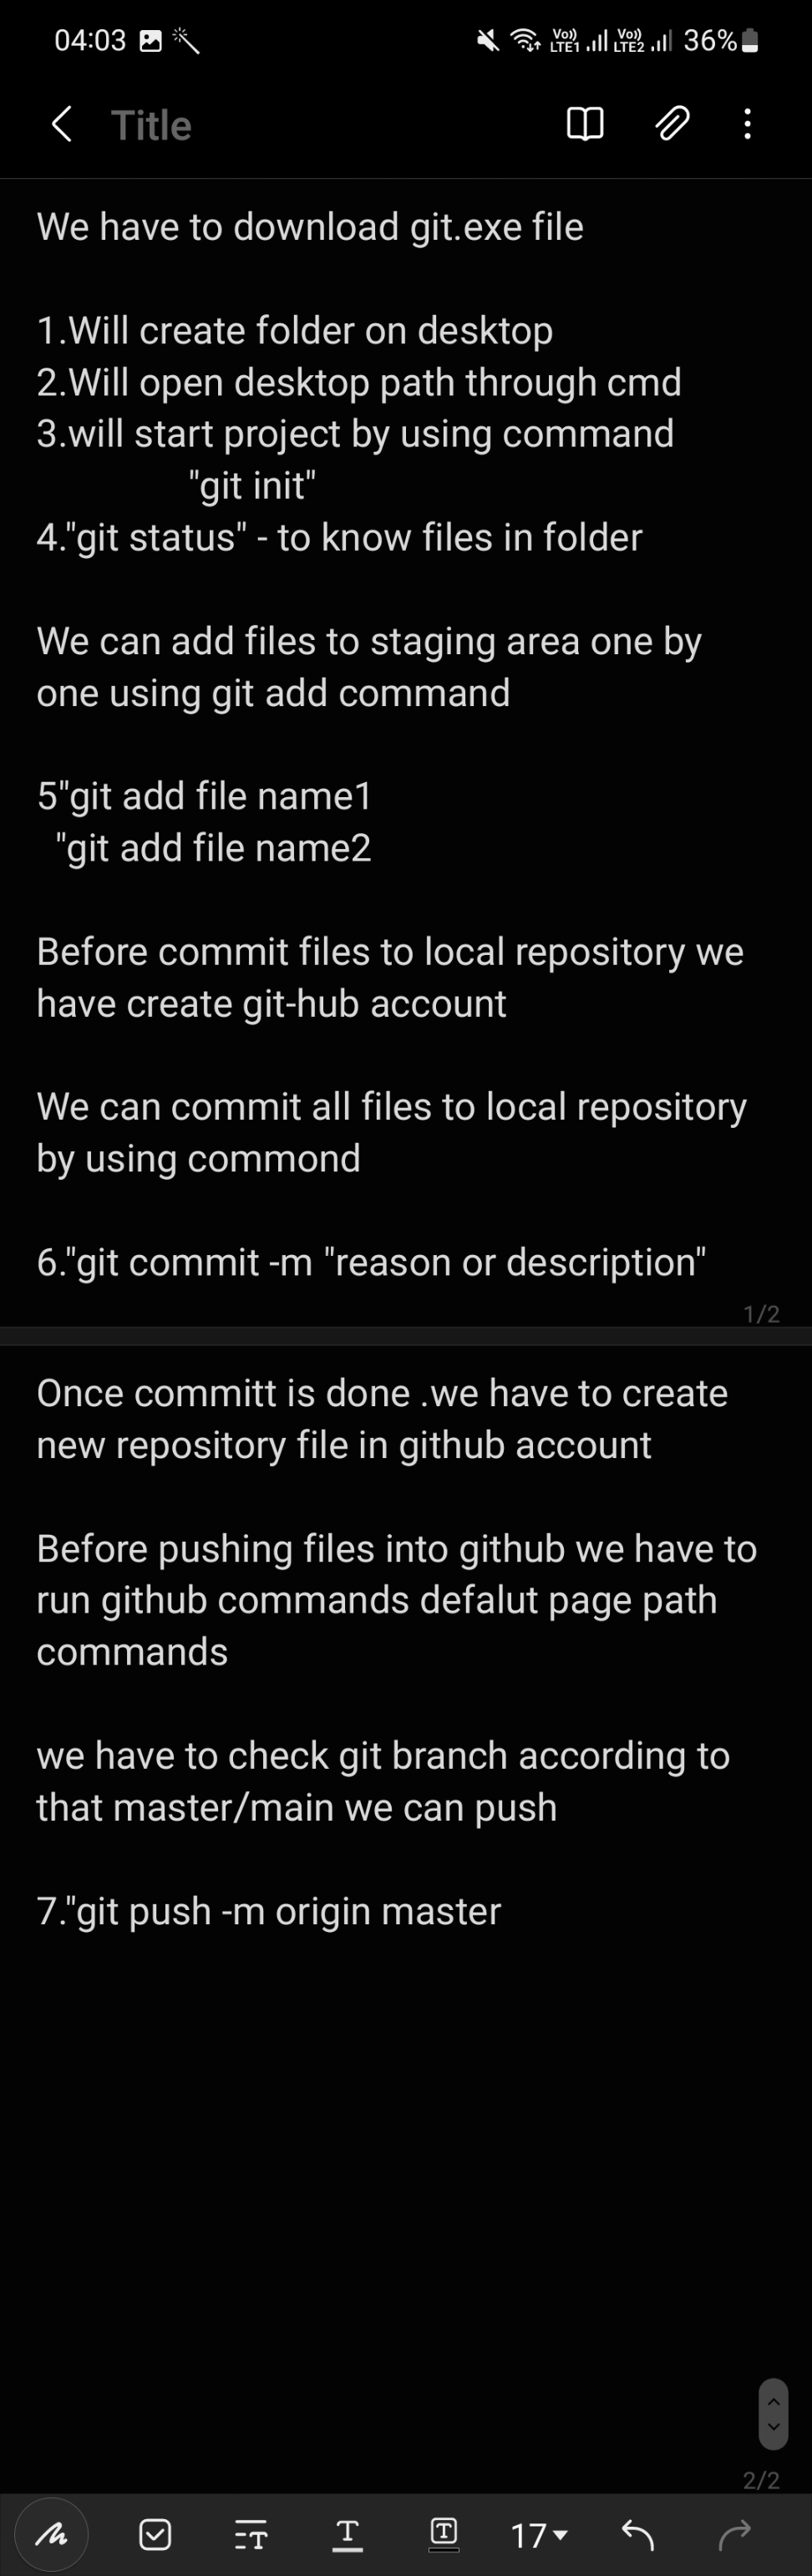 04:03 Vo)) LTE1 Vo)) LTE2 36%
Title
We have to download git.exe file
1.Will create folder on desktop
2.Will open desktop path through cmd
3.will start project by using command
"git init"
4."git status" - to know files in folder
We can add files to staging area one by
one using git add command
5"git add file name1
"git add file name2
Before commit files to local repository we
have create git-hub account
We can commit all files to local repository
by using commond
6."git commit -m "reason or description"
1/2
Once committ is done .we have to create
new repository file in github account
Before pushing files into github we have to
run github commands defalut page path
commands
we have to check git branch according to
that master/main we can push
7."git push -m origin master
2/2
T T T 17